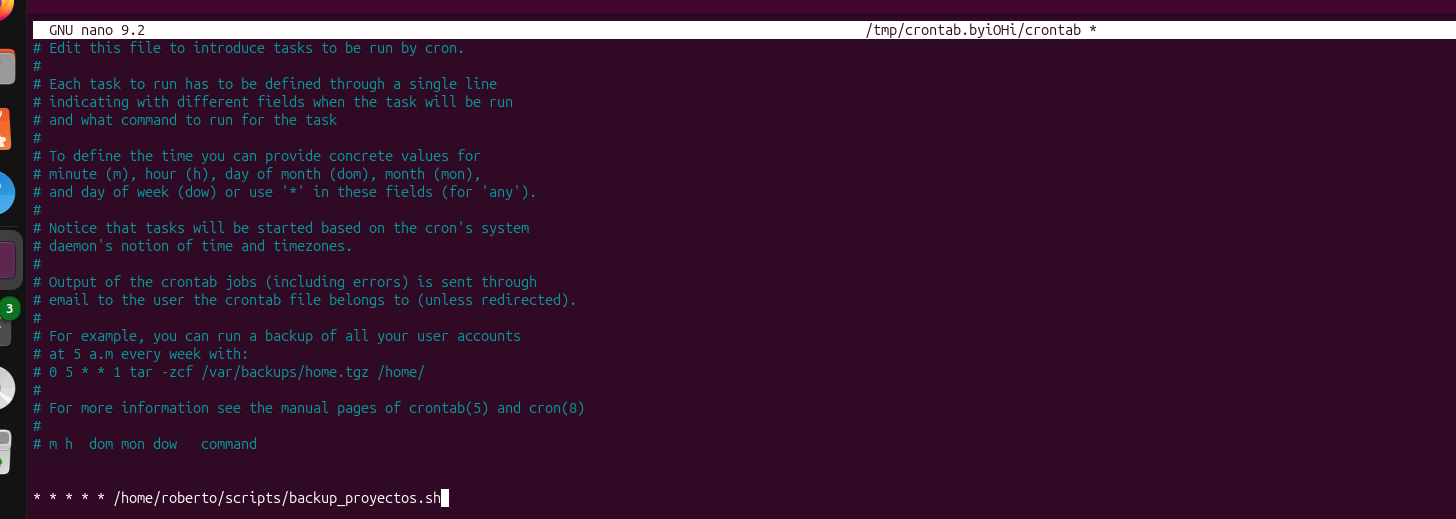 GNU nano 9.2 /tmp/crontab.byiOHi/crontab *
# Edit this file to introduce tasks to be run by cron.
#
# Each task to run has to be defined through a single line
# indicating with different fields when the task will be run
# and what command to run for the task
#
# To define the time you can provide concrete values for
# minute (m), hour (h), day of month (dom), month (mon),
# and day of week (dow) or use '*' in these fields (for 'any').
#
# Notice that tasks will be started based on the cron's system
# daemon's notion of time and timezones.
#
# Output of the crontab jobs (including errors) is sent through
# email to the user the crontab file belongs to (unless redirected).
#
# For example, you can run a backup of all your user accounts
# at 5 a.m every week with:
# 0 5 * * 1 tar -zcf /var/backups/home.tgz /home/
#
# For more information see the manual pages of crontab(5) and cron(8)
#
# m h  dom mon dow   command
* * * * * /home/roberto/scripts/backup_proyectos.sh
3